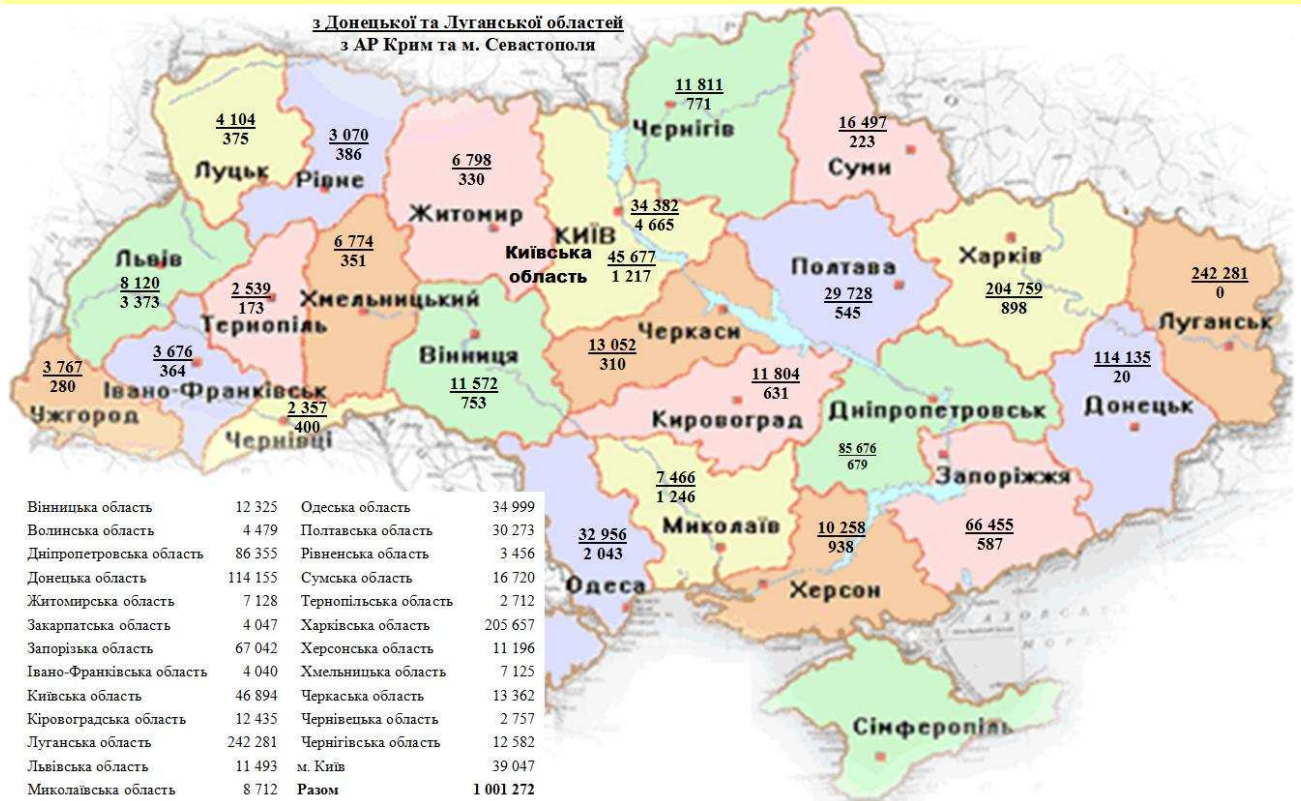 з Донецької та Луганської областей
з АР Крим та м. Севастополя
11 811
771
Чернігів
16 497
223
Суми
4 104
375
Луцьк
3 070
386
Рівне
6 798
330
Житомир
34 382
4 665
КИЇВ
Київська
область
45 677
1 217
Львів
8 120
3 373
2 539
173
Тернопіль
6 774
351
Хмельницький
Полтава
29 728
545
Харків
204 759
898
242 281
0
Луганськ
3 767
280
Ужгород
3 676
364
Івано-Франківськ
2 357
400
Чернівці
Вінниця
11 572
753
Черкаси
13 052
310
11 804
631
Кировоград
Дніпропетровськ
85 676
679
114 135
20
Донецьк
Запоріжжя
66 455
587
7 466
1 246
Миколаїв
10 258
938
Херсон
32 956
2 043
Одеса
Сімферопіль
Вінницька область 12 325 Одеська область 34 999
Волинська область 4 479 Полтавська область 30 273
Дніпропетровська область 86 355 Рівненська область 3 456
Донецька область 114 155 Сумська область 16 720
Житомирська область 7 128 Тернопільська область 2 712
Закарпатська область 4 047 Харківська область 205 657
Запорізька область 67 042 Херсонська область 11 196
Івано-Франківська область 4 040 Хмельницька область 7 125
Київська область 46 894 Черкаська область 13 362
Кіровоградська область 12 435 Чернівецька область 2 757
Луганська область 242 281 Чернігівська область 12 582
Львівська область 11 493 м. Київ 39 047
Миколаївська область 8 712 Разом 1 001 272